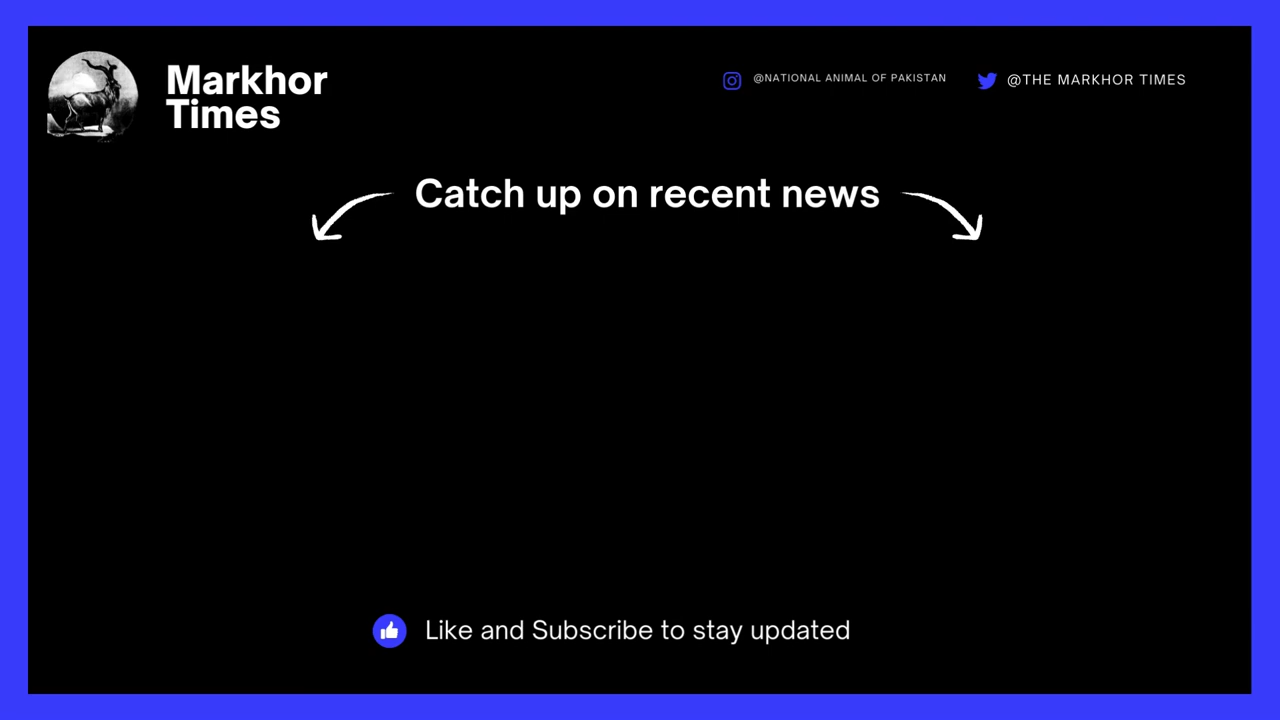 Markhor
Times
@NATIONAL ANIMAL OF PAKISTAN
@THE MARKHOR TIMES
Catch up on recent news
Like and Subscribe to stay updated